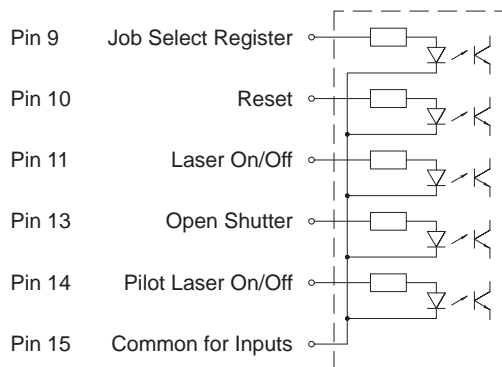 Pin 9 Job Select Register
Pin 10 Reset
Pin 11 Laser On/Off
Pin 13 Open Shutter
Pin 14 Pilot Laser On/Off
Pin 15 Common for Inputs